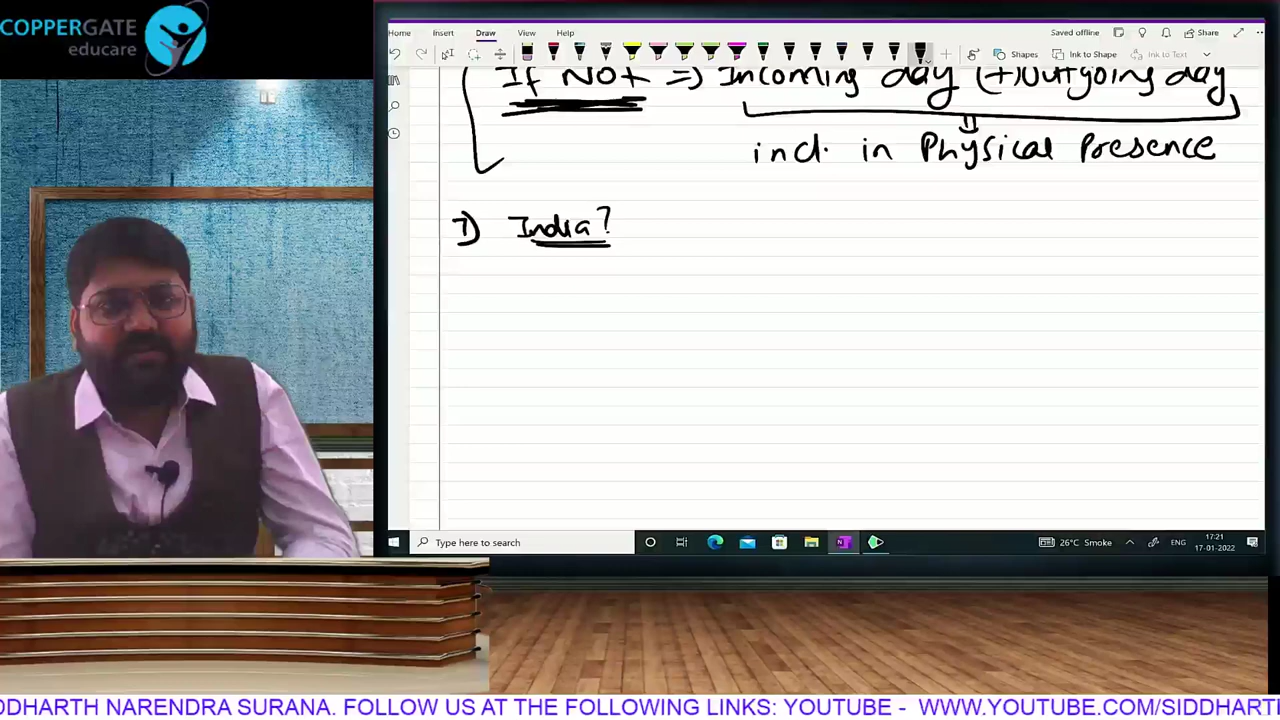 COPPERGATE
educare
Home Insert Draw View Help
Saved offline
Share
Shapes
Ink to Shape
Ink to Text
If Not => Incoming day (+) Outgoing day
incl. in Physical Presence
I) India?
Type here to search
26°C Smoke
ENG
17:21
17-01-2022
DDHARTH NARENDRA SURANA. FOLLOW US AT THE FOLLOWING LINKS: YOUTUBE - WWW.YOUTUBE.COM/SIDDHART